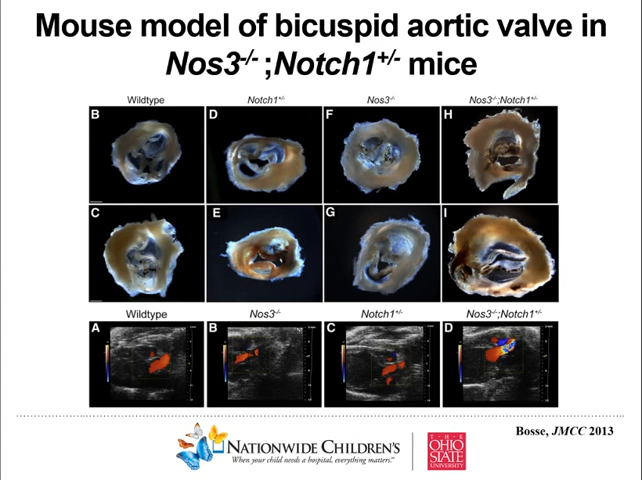 Mouse model of bicuspid aortic valve in
Nos3-/- ;Notch1+/- mice
Wildtype Notch1+/- Nos3-/- Nos3-/-;Notch1+/-
B D F H
C E G I
Wildtype Nos3-/- Notch1+/- Nos3-/-;Notch1+/-
A B C D
Bosse, JMCC 2013
NATIONWIDE CHILDREN'S
When your child needs a hospital, everything matters.™
T · H · E
OHIO
STATE
UNIVERSITY